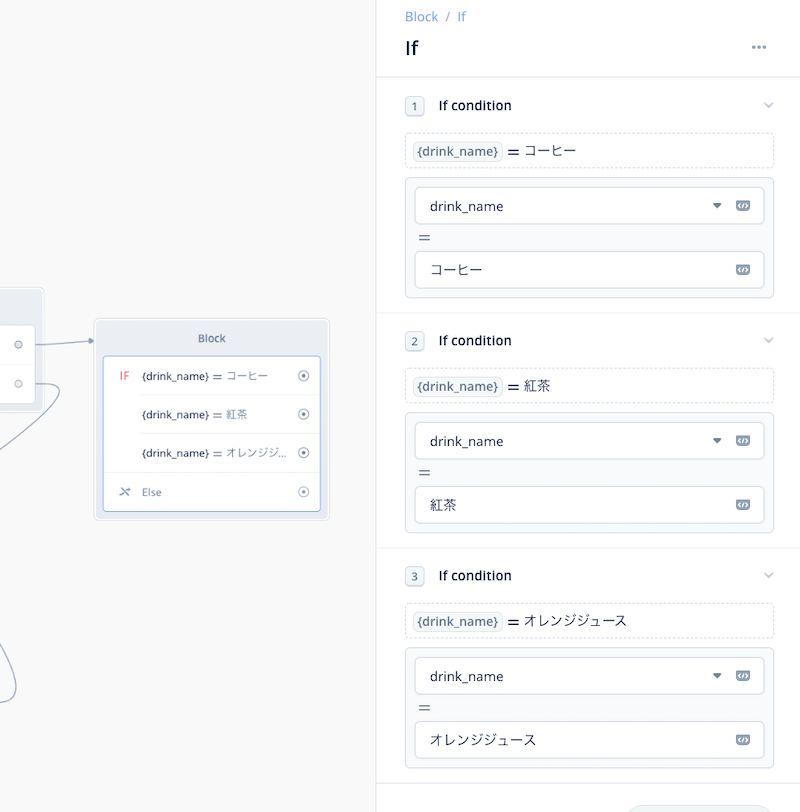 Block / If
If
1 If condition
{drink_name} = コーヒー
drink_name
=
コーヒー
2 If condition
{drink_name} = 紅茶
drink_name
=
紅茶
3 If condition
{drink_name} = オレンジジュース
drink_name
=
オレンジジュース
Block
IF {drink_name} = コーヒー
{drink_name} = 紅茶
{drink_name} = オレンジジ...
Else